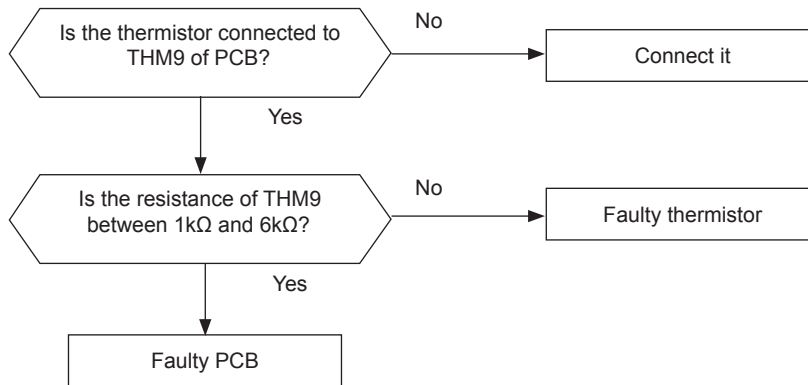 Is the thermistor connected to
THM9 of PCB?
No
Connect it
Yes
Is the resistance of THM9
between 1kΩ and 6kΩ?
No
Faulty thermistor
Yes
Faulty PCB